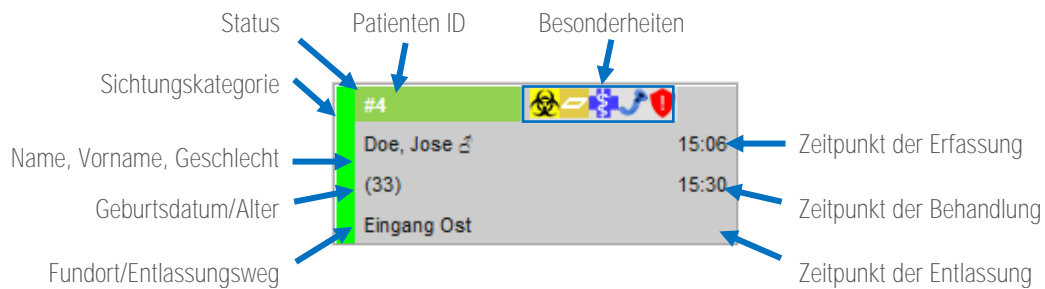 Status
Patienten ID
Besonderheiten
Sichtungskategorie
#4
Doe, Jose
15:06
Zeitpunkt der Erfassung
Name, Vorname, Geschlecht
(33)
15:30
Geburtsdatum/Alter
Zeitpunkt der Behandlung
Eingang Ost
Fundort/Entlassungsweg
Zeitpunkt der Entlassung